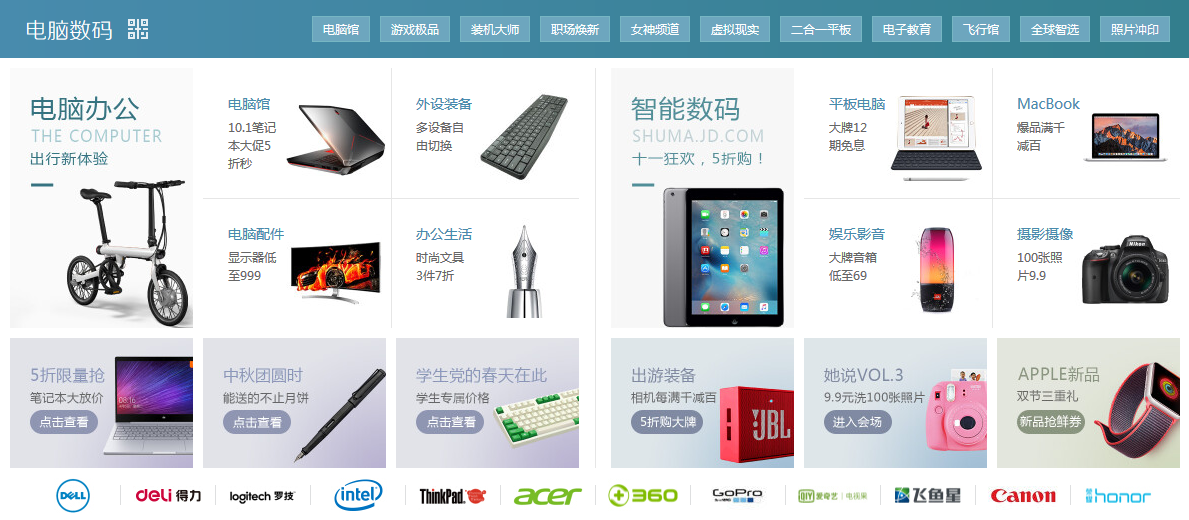 电脑数码
电脑馆
游戏极品
装机大师
职场焕新
女神频道
虚拟现实
二合一平板
电子教育
飞行馆
全球智选
照片冲印
电脑办公
THE COMPUTER
出行新体验
电脑馆
10.1笔记
本大促5
折秒
外设装备
多设备自
由切换
电脑配件
显示器低
至999
办公生活
时尚文具
3件7折
智能数码
SHUMA.JD.COM
十一狂欢，5折购！
平板电脑
大牌12
期免息
MacBook
爆品满千
减百
娱乐影音
大牌音箱
低至69
摄影摄像
100张照
片9.9
Nikon
5折限量抢
笔记本大放价
点击查看
08:16
中秋团圆时
能送的不止月饼
点击查看
学生党的春天在此
学生专属价格
点击查看
出游装备
相机每满千减百
5折购大牌
JBL
她说VOL.3
9.9元洗100张照片
进入会场
APPLE新品
双节三重礼
新品抢鲜券
DELL
deli 得力
logitech 罗技
intel
ThinkPad
acer
360
GoPro
DIY 爱奇艺 | 电视果
飞鱼星
Canon
荣耀 honor